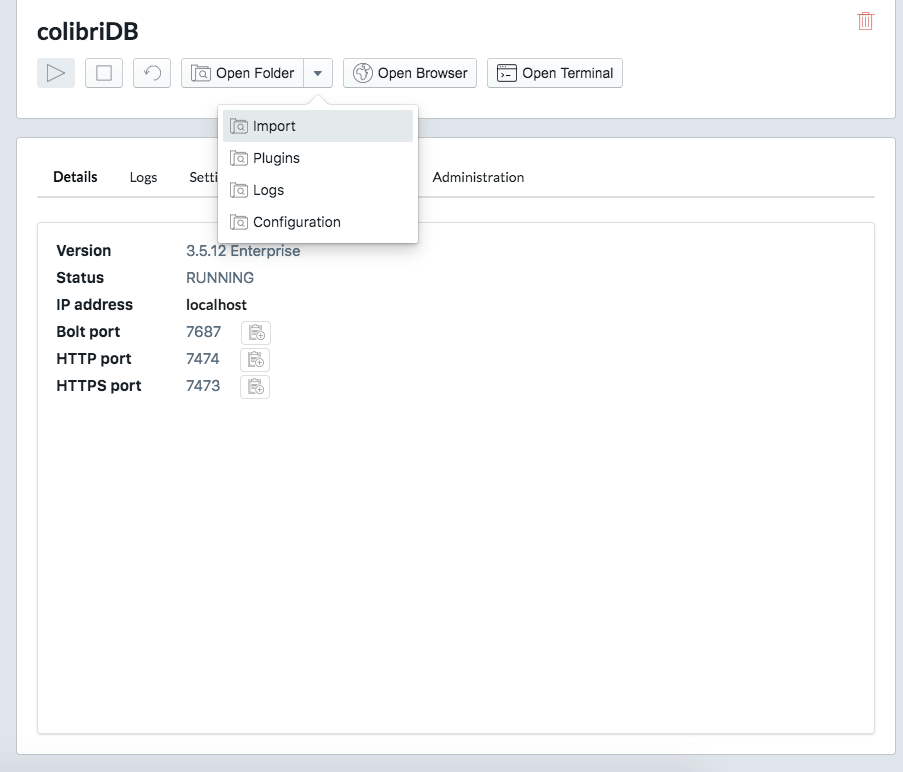 colibriDB
Open Folder Open Browser Open Terminal
Import
Plugins
Logs
Configuration
Details Logs Setti Administration
Version 3.5.12 Enterprise
Status RUNNING
IP address localhost
Bolt port 7687
HTTP port 7474
HTTPS port 7473